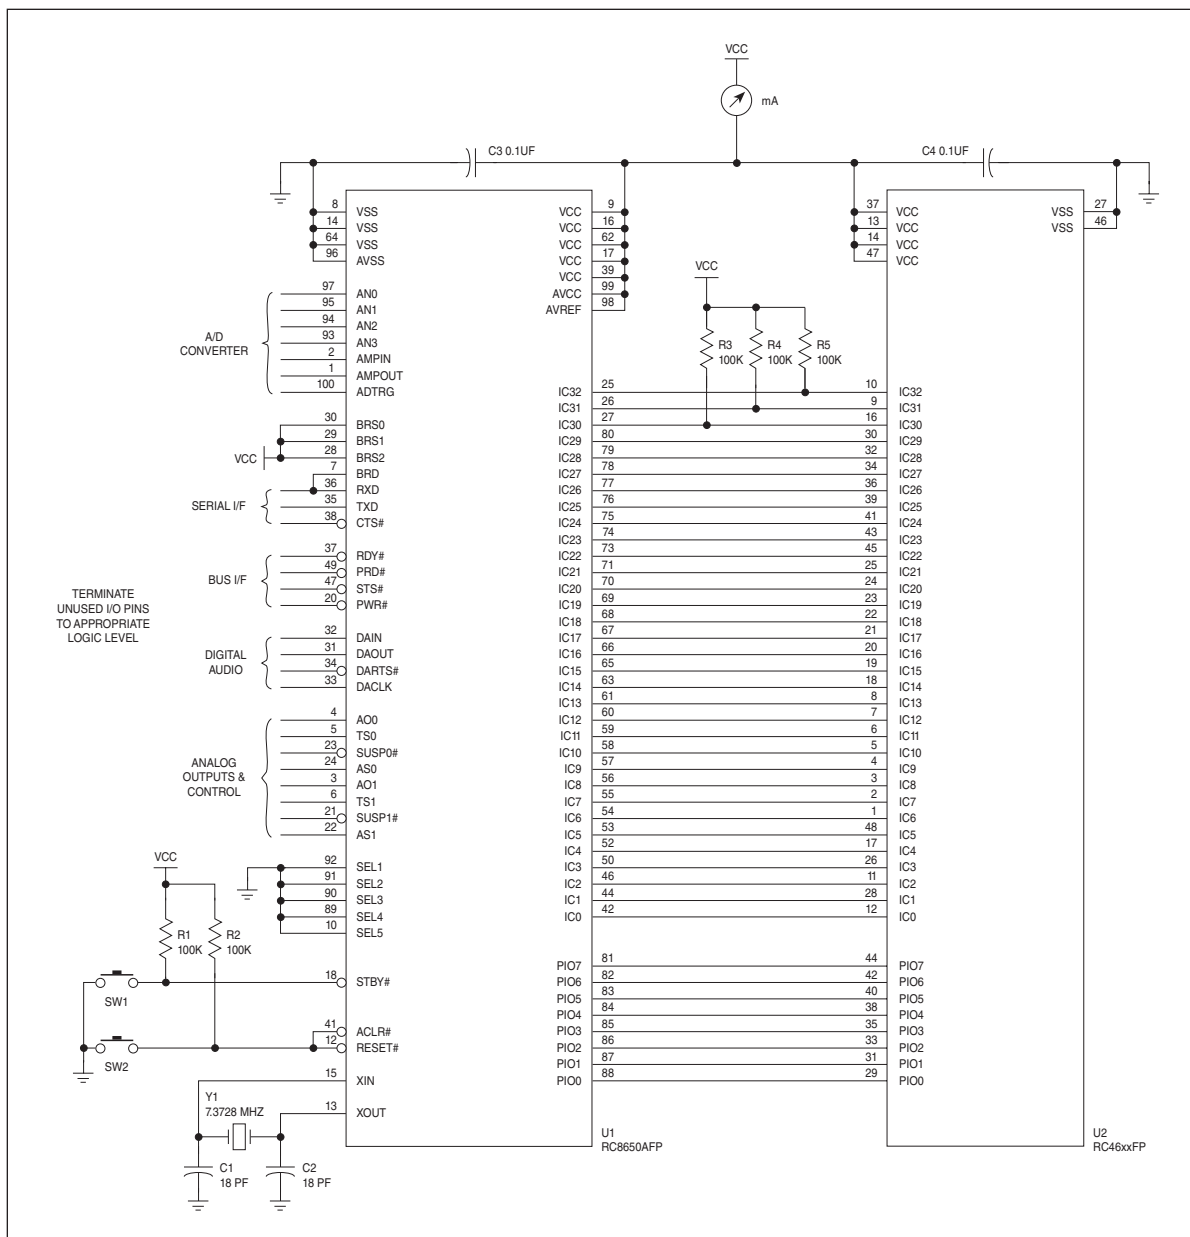 VCC
mA
C3 0.1UF
C4 0.1UF
8 VSS
14 VSS
64 VSS
96 AVSS
A/D
CONVERTER
97 AN0
95 AN1
94 AN2
93 AN3
2 AMPIN
1 AMPOUT
100 ADTRG
VCC
30 BRS0
29 BRS1
28 BRS2
7 BRD
SERIAL I/F
36 RXD
35 TXD
38 CTS#
BUS I/F
37 RDY#
49 PRD#
47 STS#
20 PWR#
TERMINATE
UNUSED I/O PINS
TO APPROPRIATE
LOGIC LEVEL
DIGITAL
AUDIO
32 DAIN
31 DAOUT
34 DARTS#
33 DACLK
ANALOG
OUTPUTS &
CONTROL
4 AO0
5 TS0
23 SUSP0#
24 AS0
3 AO1
6 TS1
21 SUSP1#
22 AS1
92 SEL1
91 SEL2
90 SEL3
89 SEL4
10 SEL5
VCC
R1
100K
R2
100K
SW1
18 STBY#
SW2
41 ACLR#
12 RESET#
15 XIN
13 XOUT
Y1
7.3728 MHZ
C1
18 PF
C2
18 PF
VCC 9
VCC 16
VCC 62
VCC 17
VCC 39
AVCC 99
AVREF 98
37 VCC
13 VCC
14 VCC
47 VCC
VSS 27
VSS 46
VCC
R3
100K
R4
100K
R5
100K
IC32 25 10 IC32
IC31 26 9 IC31
IC30 27 16 IC30
IC29 80 30 IC29
IC28 79 32 IC28
IC27 78 34 IC27
IC26 77 36 IC26
IC25 76 39 IC25
IC24 75 41 IC24
IC23 74 43 IC23
IC22 73 45 IC22
IC21 71 25 IC21
IC20 70 24 IC20
IC19 69 23 IC19
IC18 68 22 IC18
IC17 67 21 IC17
IC16 66 20 IC16
IC15 65 19 IC15
IC14 63 18 IC14
IC13 61 8 IC13
IC12 60 7 IC12
IC11 59 6 IC11
IC10 58 5 IC10
IC9 57 4 IC9
IC8 56 3 IC8
IC7 55 2 IC7
IC6 54 1 IC6
IC5 53 48 IC5
IC4 52 17 IC4
IC3 50 26 IC3
IC2 46 11 IC2
IC1 44 28 IC1
IC0 42 12 IC0
PIO7 81 44 PIO7
PIO6 82 42 PIO6
PIO5 83 40 PIO5
PIO4 84 38 PIO4
PIO3 85 35 PIO3
PIO2 86 33 PIO2
PIO1 87 31 PIO1
PIO0 88 29 PIO0
U1
RC8650AFP
U2
RC46xxFP